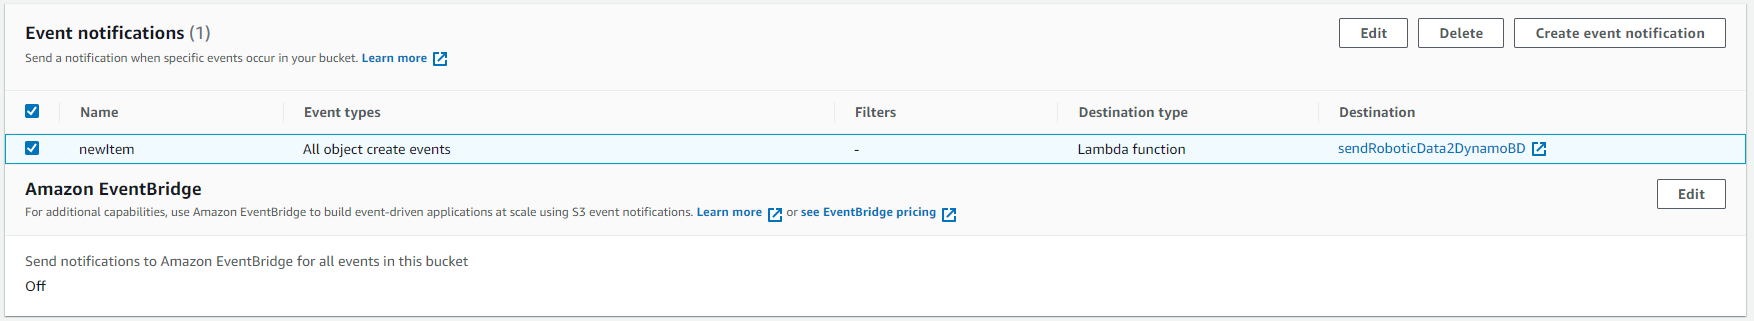 Event notifications (1)
Edit
Delete
Create event notification
Send a notification when specific events occur in your bucket. Learn more
Name Event types Filters Destination type Destination
newItem All object create events - Lambda function sendRoboticData2DynamoBD
Amazon EventBridge
Edit
For additional capabilities, use Amazon EventBridge to build event-driven applications at scale using S3 event notifications. Learn more or see EventBridge pricing
Send notifications to Amazon EventBridge for all events in this bucket
Off